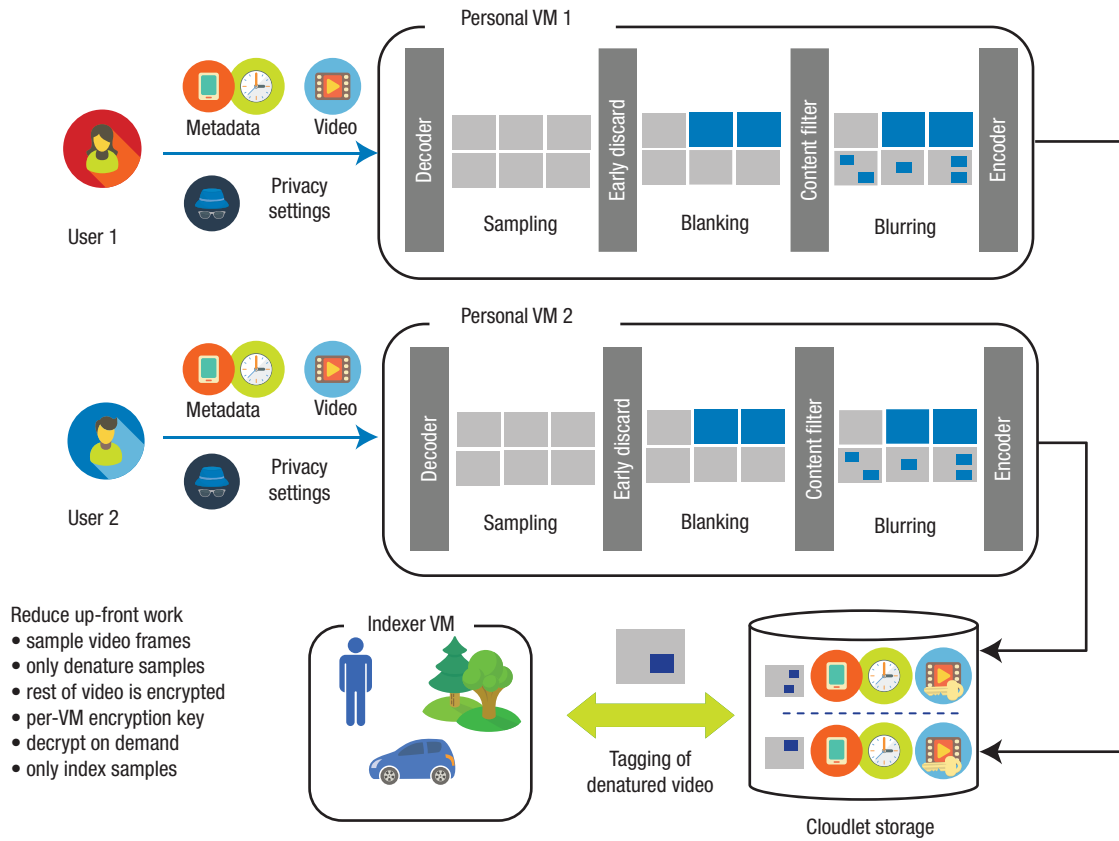 Personal VM 1
Metadata
Video
Privacy
settings
User 1
Decoder
Sampling
Early discard
Blanking
Content filter
Blurring
Encoder
Personal VM 2
Metadata
Video
Privacy
settings
User 2
Decoder
Sampling
Early discard
Blanking
Content filter
Blurring
Encoder
Reduce up-front work
• sample video frames
• only denature samples
• rest of video is encrypted
• per-VM encryption key
• decrypt on demand
• only index samples
Indexer VM
Tagging of
denatured video
Cloudlet storage